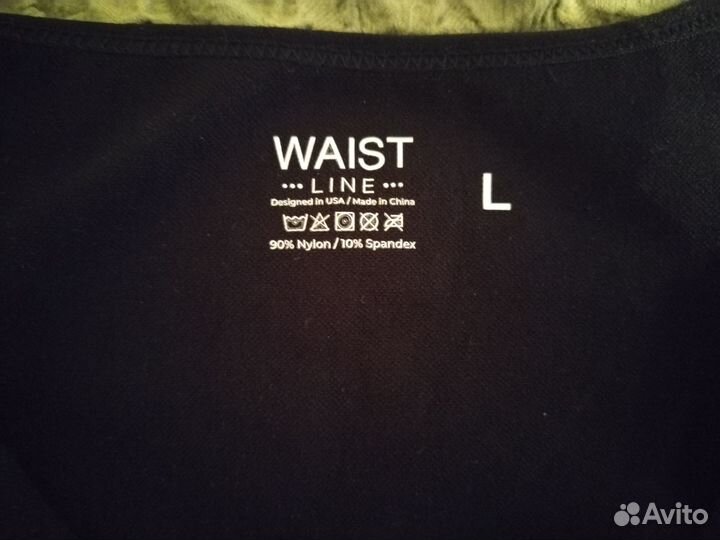 WAIST
••• LINE •••
Designed in USA / Made in China
90% Nylon / 10% Spandex
L
Avito